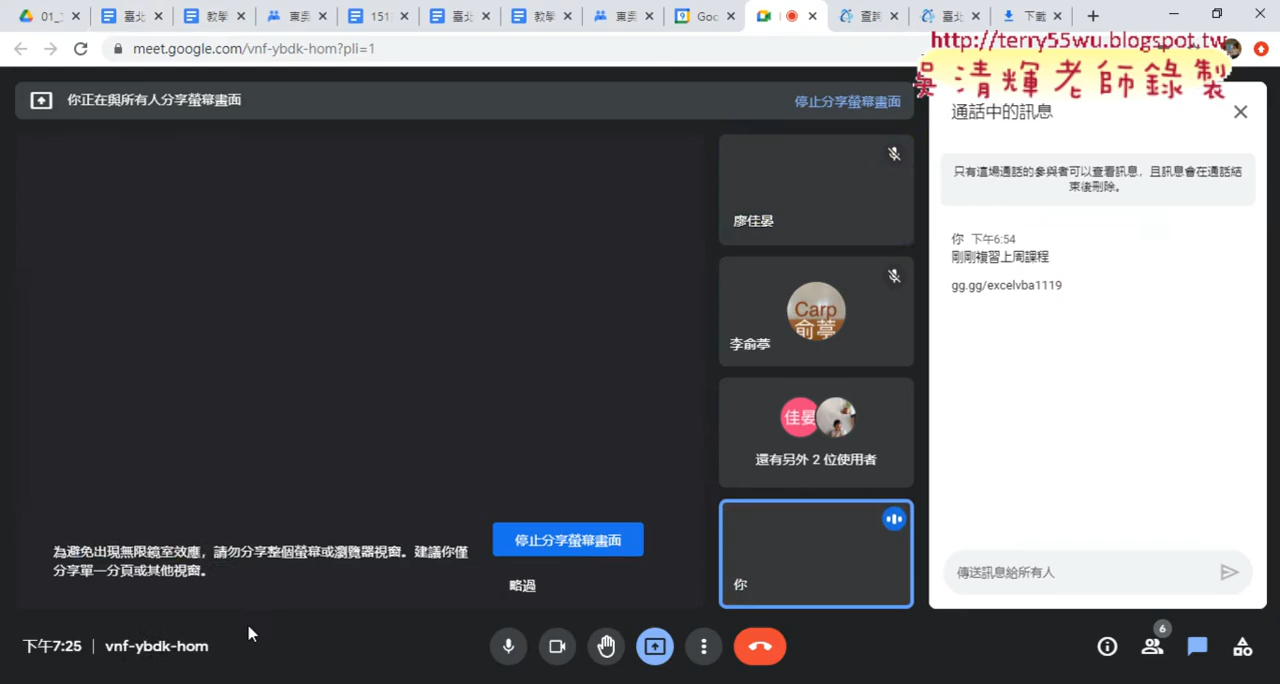 01_
臺北
教學
東吳
151
臺北
教學
東吳
Goo
查詢
臺北
下載
meet.google.com/vnf-ybdk-hom?pli=1
http://terry55wu.blogspot.tw
吳清輝老師錄製
你正在與所有人分享螢幕畫面
停止分享螢幕畫面
通話中的訊息
只有這場通話的參與者可以查看訊息，且訊息會在通話結
束後刪除。
廖佳晏
你 下午6:54
剛剛複習上周課程
gg.gg/excelvba1119
Carp
俞葶
李俞葶
佳晏
還有另外 2 位使用者
為避免出現無限鏡室效應，請勿分享整個螢幕或瀏覽器視窗。建議你僅
分享單一分頁或其他視窗。
停止分享螢幕畫面
略過
你
傳送訊息給所有人
下午7:25 | vnf-ybdk-hom
6